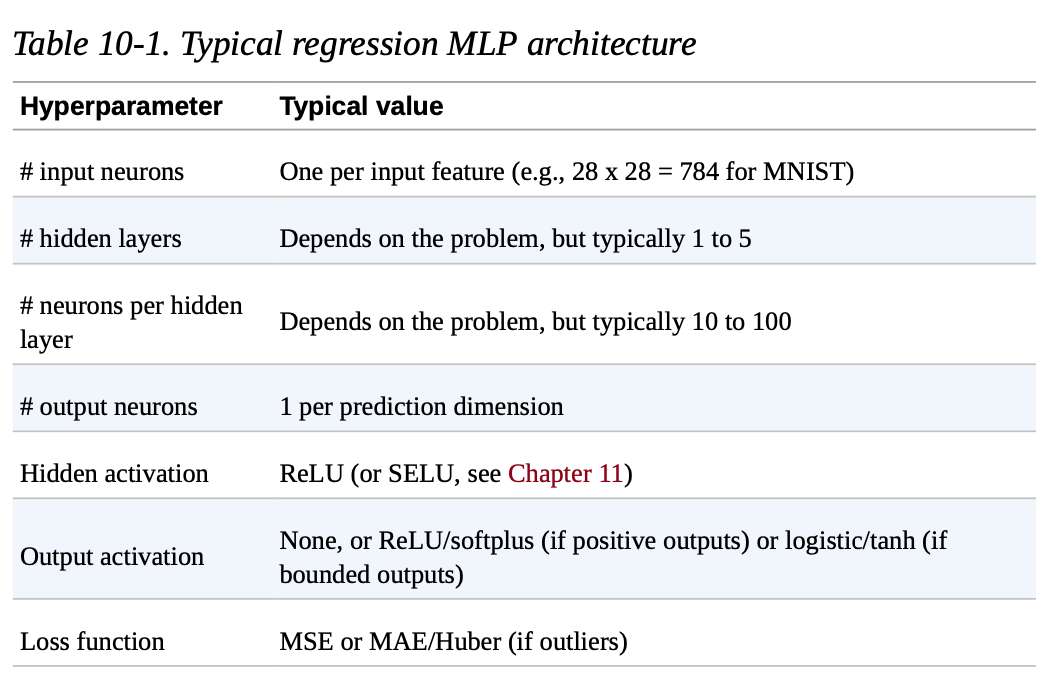 Table 10-1. Typical regression MLP architecture
Hyperparameter Typical value
# input neurons One per input feature (e.g., 28 x 28 = 784 for MNIST)
# hidden layers Depends on the problem, but typically 1 to 5
# neurons per hidden
layer
Depends on the problem, but typically 10 to 100
# output neurons 1 per prediction dimension
Hidden activation ReLU (or SELU, see Chapter 11)
Output activation
None, or ReLU/softplus (if positive outputs) or logistic/tanh (if
bounded outputs)
Loss function MSE or MAE/Huber (if outliers)